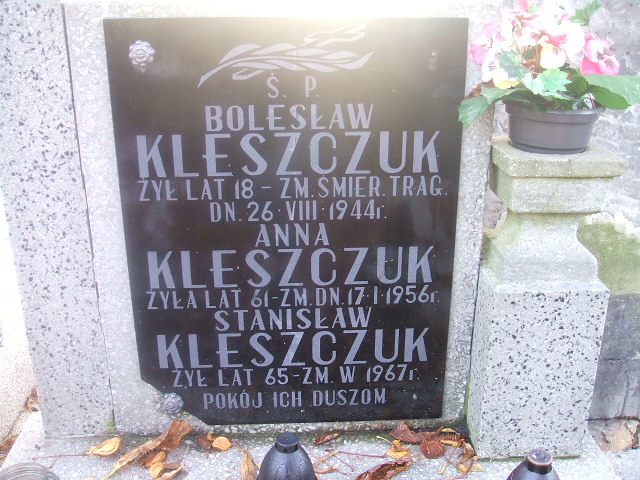 Ś. P.
BOLESŁAW
KLESZCZUK
ŻYŁ LAT 18 - ZM. ŚMIER. TRAG.
DN. 26 · VIII · 1944r.
ANNA
KLESZCZUK
ŻYŁA LAT 61 - ZM. DN. 17 · I · 1956r.
STANISŁAW
KLESZCZUK
ŻYŁ LAT 65 - ZM. W 1967r.
POKÓJ ICH DUSZOM